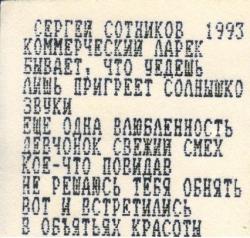 СЕРГЕЙ СОТНИКОВ 1993
КОММЕРЧЕСКИЙ ЛАРЕК
БЫВАЕТ, ЧТО УЕДЕШЬ
ЛИШЬ ПРИГРЕЕТ СОЛНЫШКО
ЗВУКИ
ЕЩЕ ОДНА ВЛЮБЛЕННОСТЬ
ДЕВЧОНОК СВЕЖИЙ СМЕХ
КОЕ-ЧТО ПОВИДАВ
НЕ РЕШАЮСЬ ТЕБЯ ОБНЯТЬ
ВОТ И ВСТРЕТИЛИСЬ
В ОБЪЯТЬЯХ КРАСОТИ